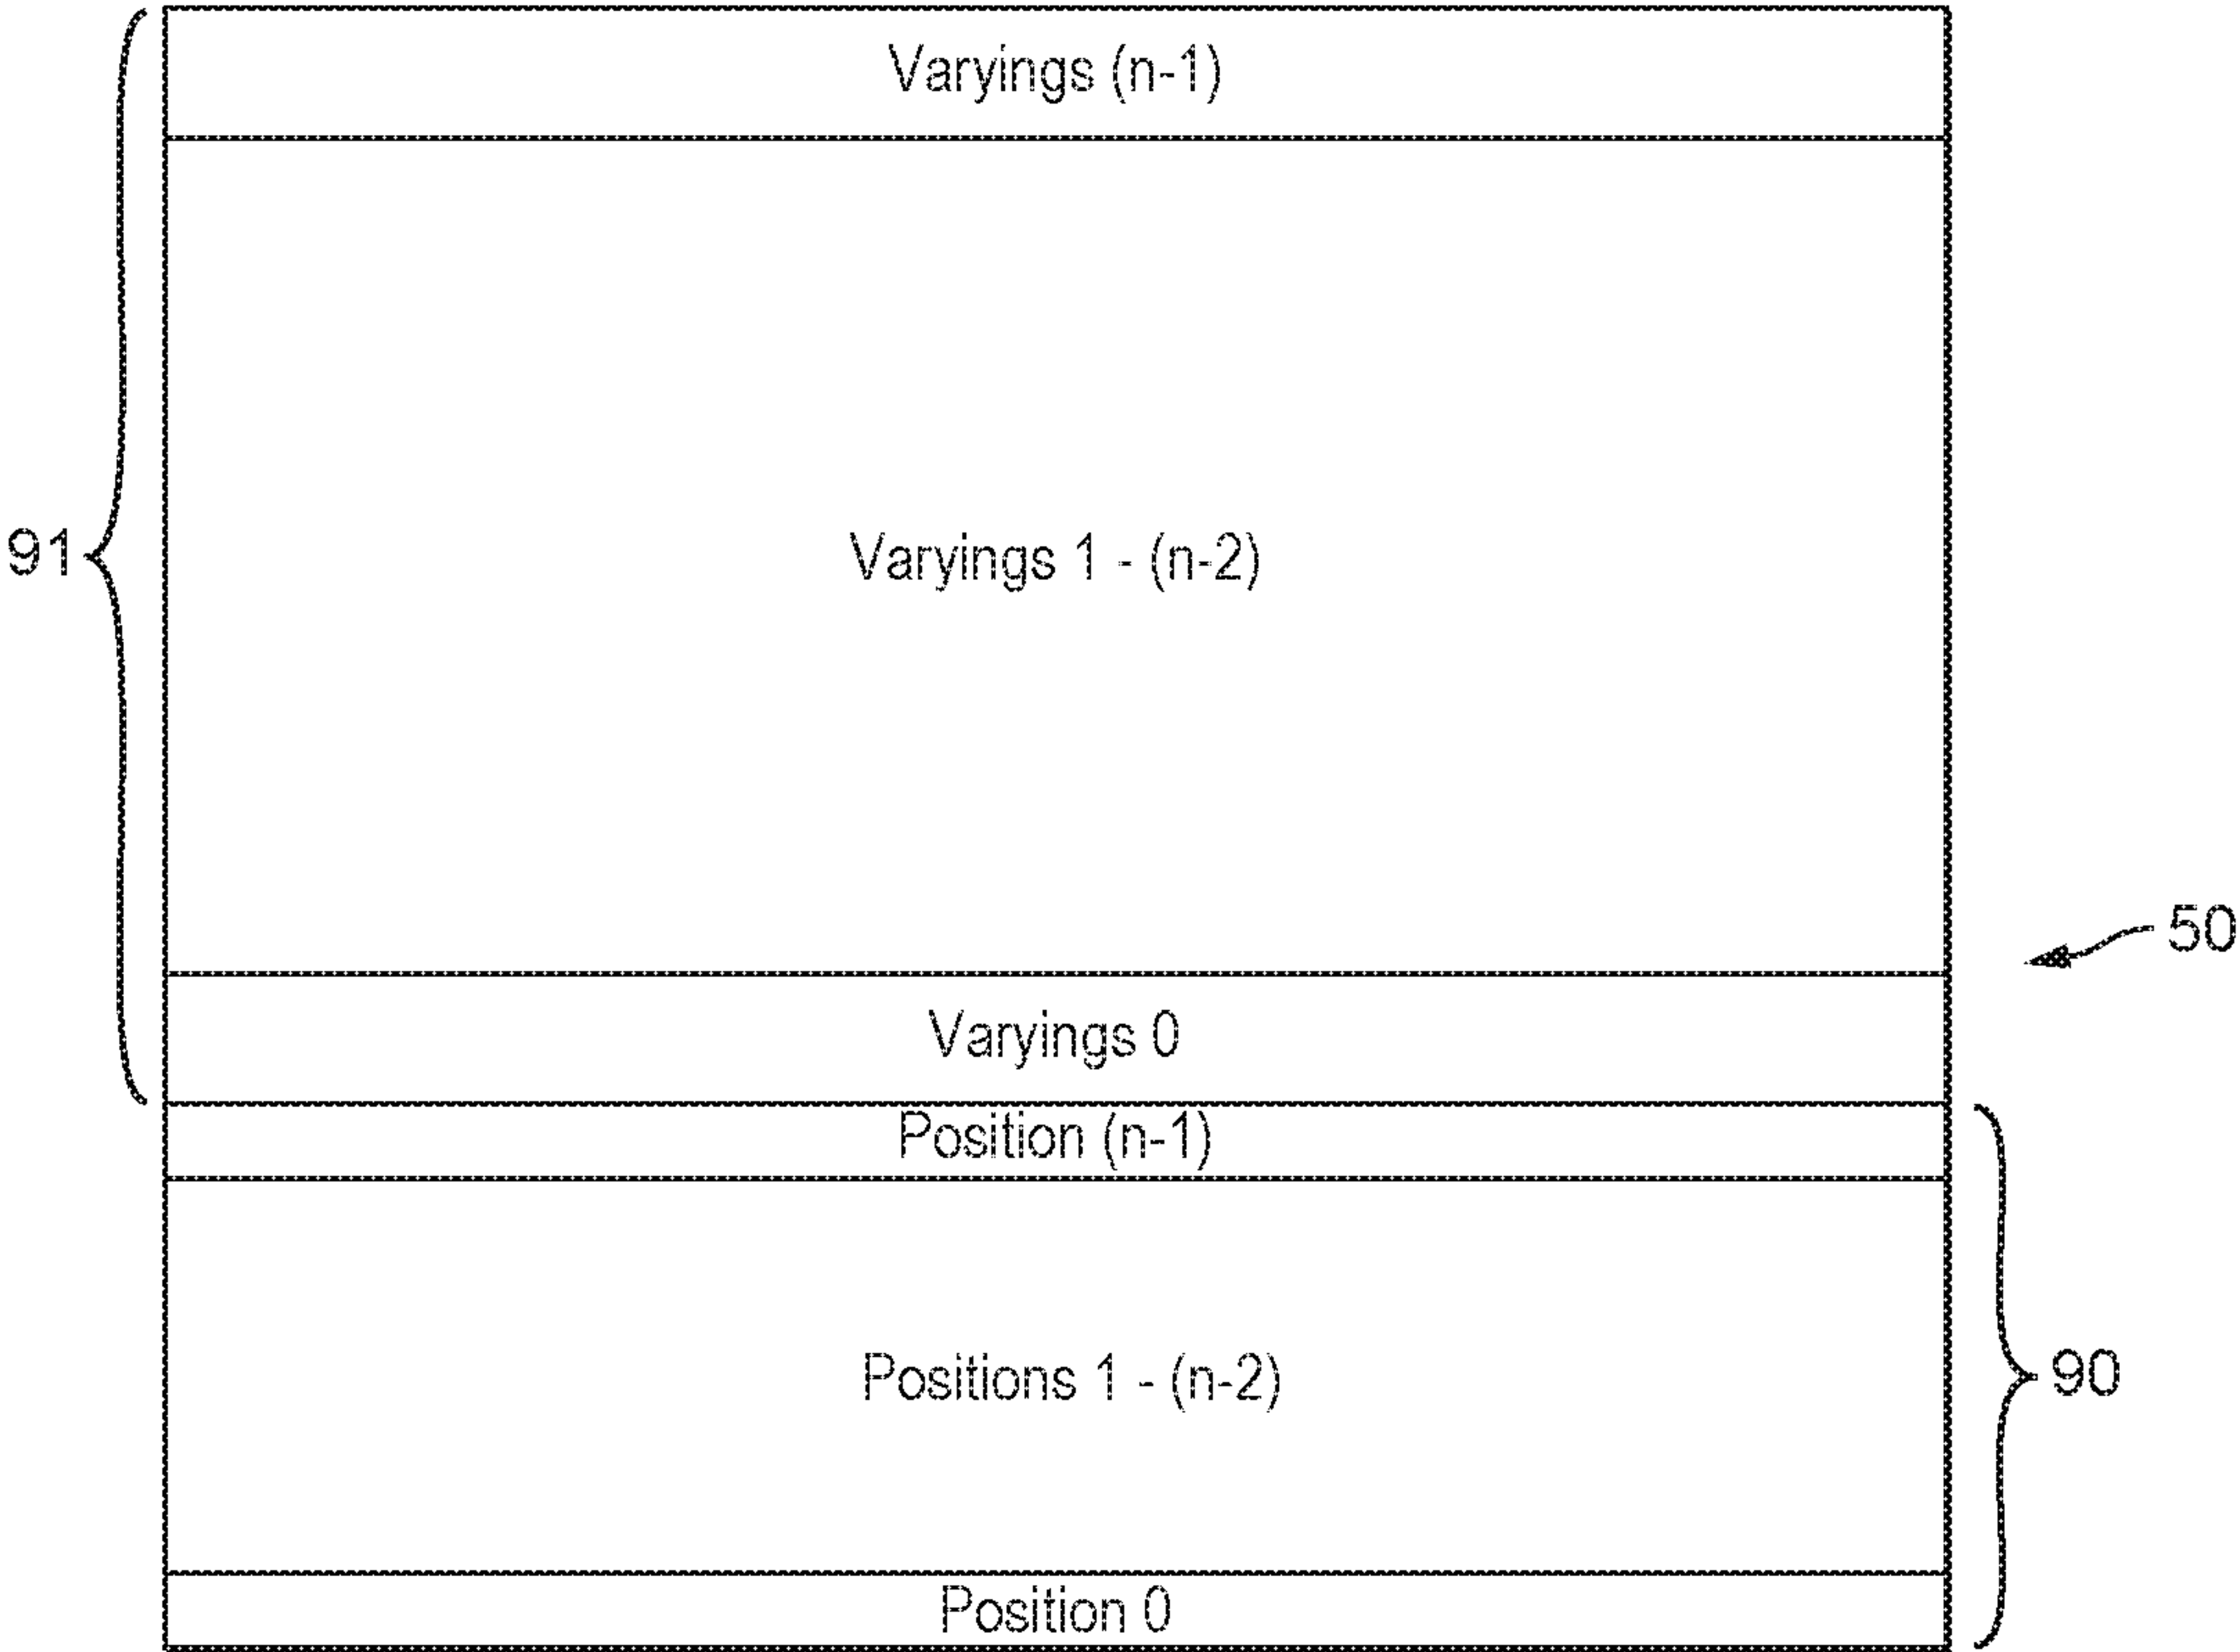 Varyings (n-1)
91
Varyings 1 - (n-2)
50
Varyings 0
Position (n-1)
Positions 1 - (n-2)
90
Position 0